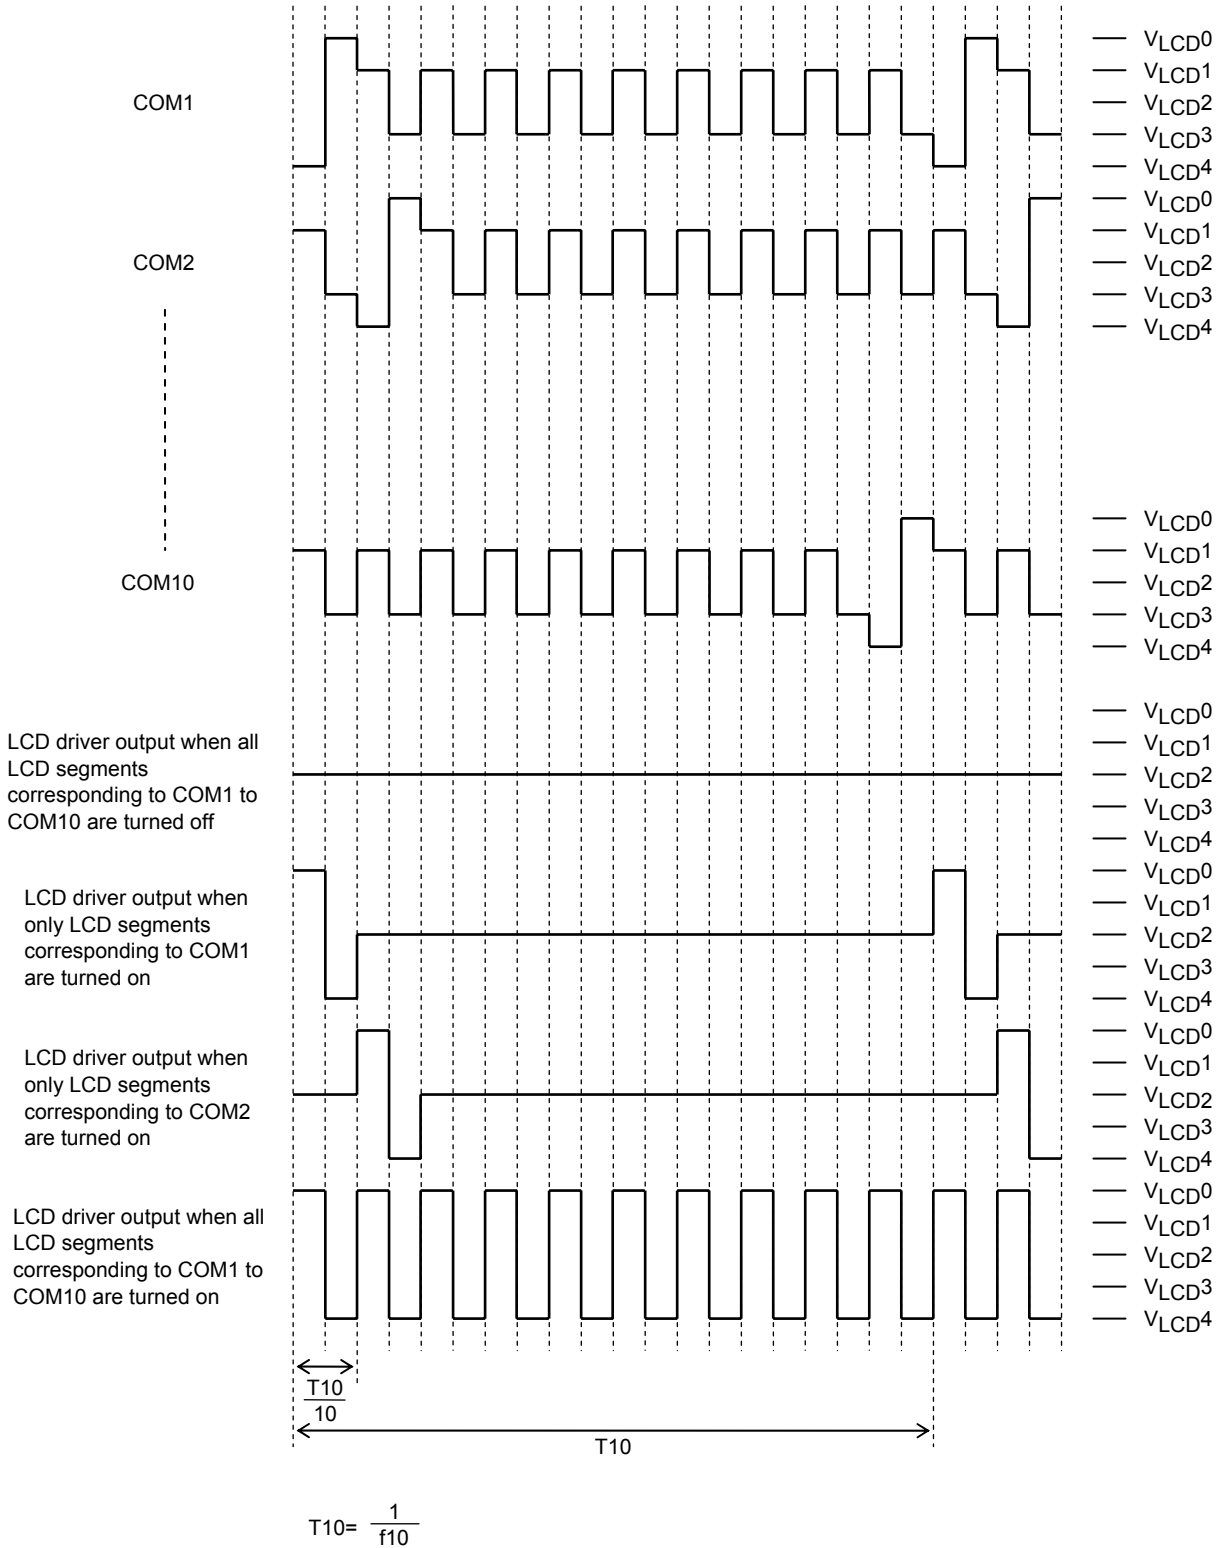 COM1
VLCD0
VLCD1
VLCD2
VLCD3
VLCD4
COM2
VLCD0
VLCD1
VLCD2
VLCD3
VLCD4
COM10
VLCD0
VLCD1
VLCD2
VLCD3
VLCD4
LCD driver output when all
LCD segments
corresponding to COM1 to
COM10 are turned off
VLCD0
VLCD1
VLCD2
VLCD3
VLCD4
LCD driver output when
only LCD segments
corresponding to COM1
are turned on
VLCD0
VLCD1
VLCD2
VLCD3
VLCD4
LCD driver output when
only LCD segments
corresponding to COM2
are turned on
VLCD0
VLCD1
VLCD2
VLCD3
VLCD4
LCD driver output when all
LCD segments
corresponding to COM1 to
COM10 are turned on
VLCD0
VLCD1
VLCD2
VLCD3
VLCD4
T10
10
T10
T10= 1
f10